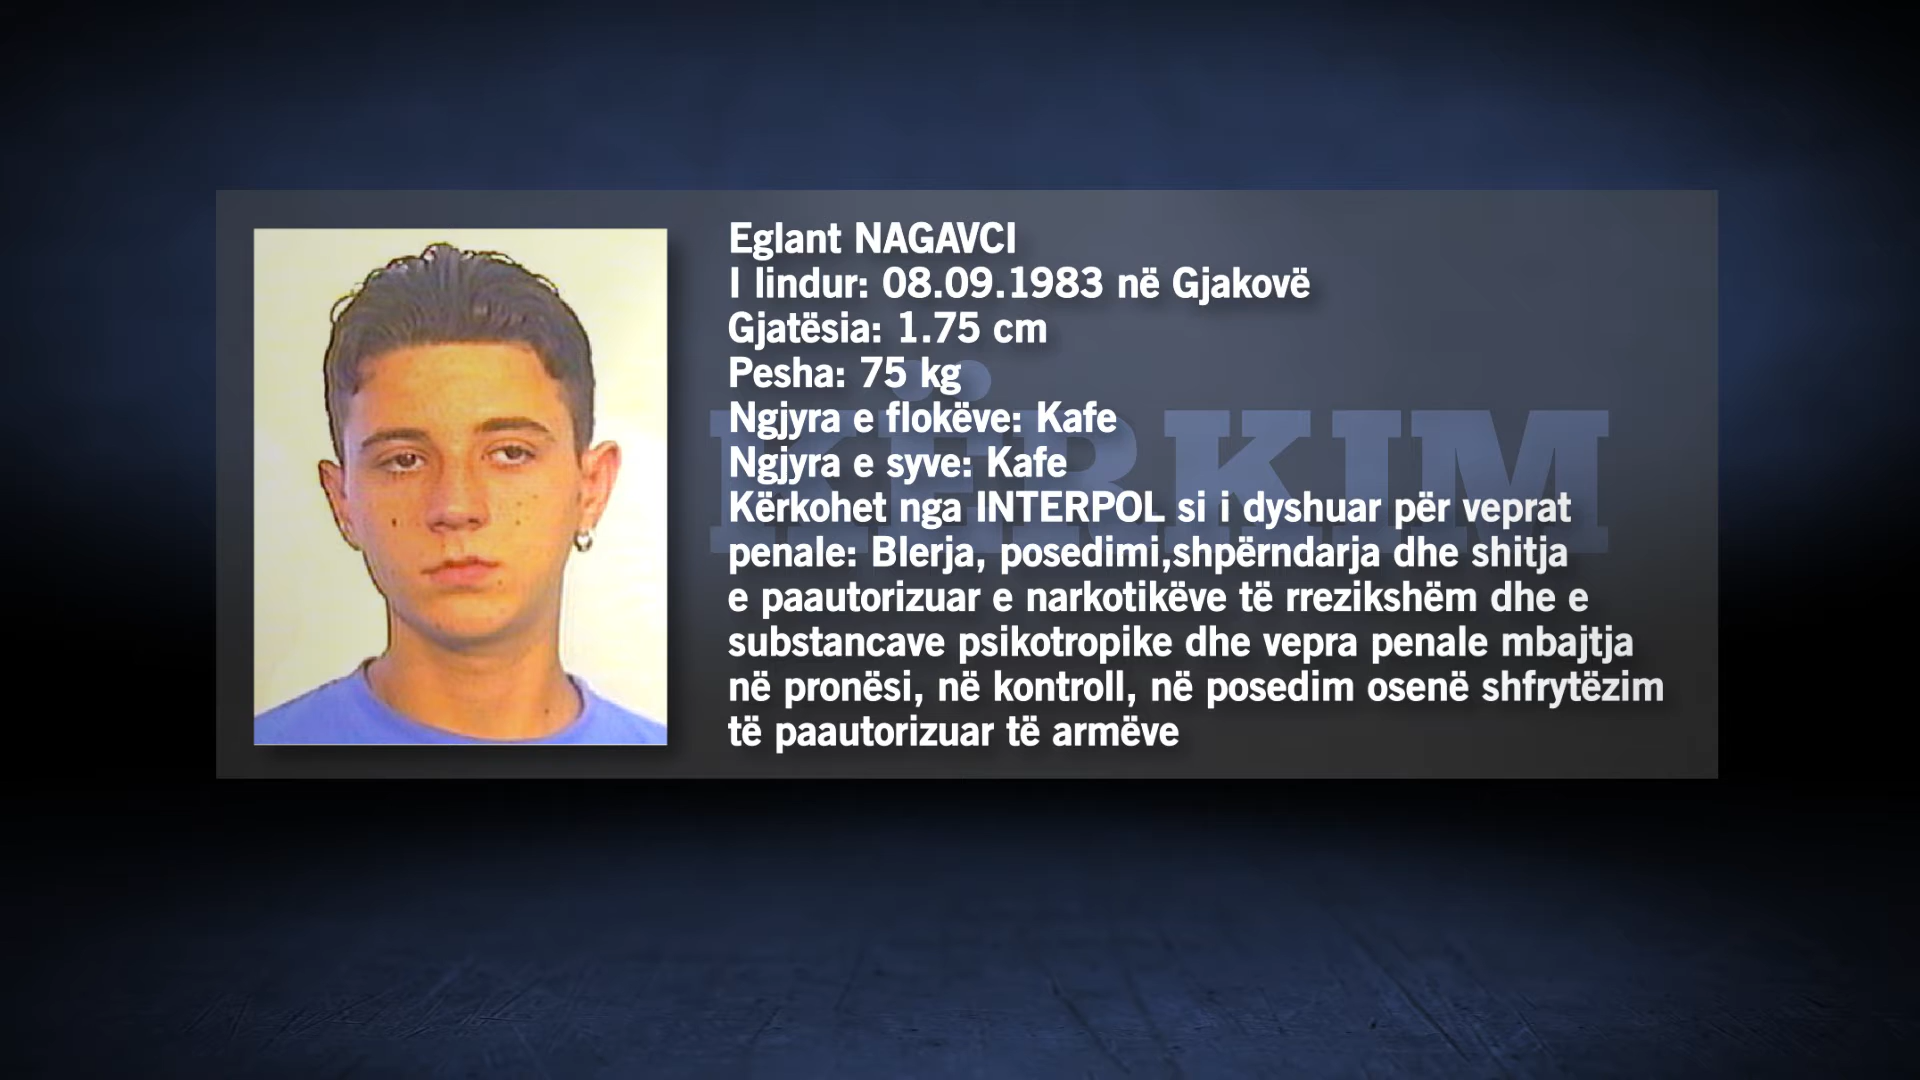 Eglant NAGAVCI
I lindur: 08.09.1983 në Gjakovë
Gjatësia: 1.75 cm
Pesha: 75 kg
Ngjyra e flokëve: Kafe
Ngjyra e syve: Kafe
Kërkohet nga INTERPOL si i dyshuar për veprat
penale: Blerja, posedimi,shpërndarja dhe shitja
e paautorizuar e narkotikëve të rrezikshëm dhe e
substancave psikotropike dhe vepra penale mbajtja
në pronësi, në kontroll, në posedim osenë shfrytëzim
të paautorizuar të armëve
KËRKIM